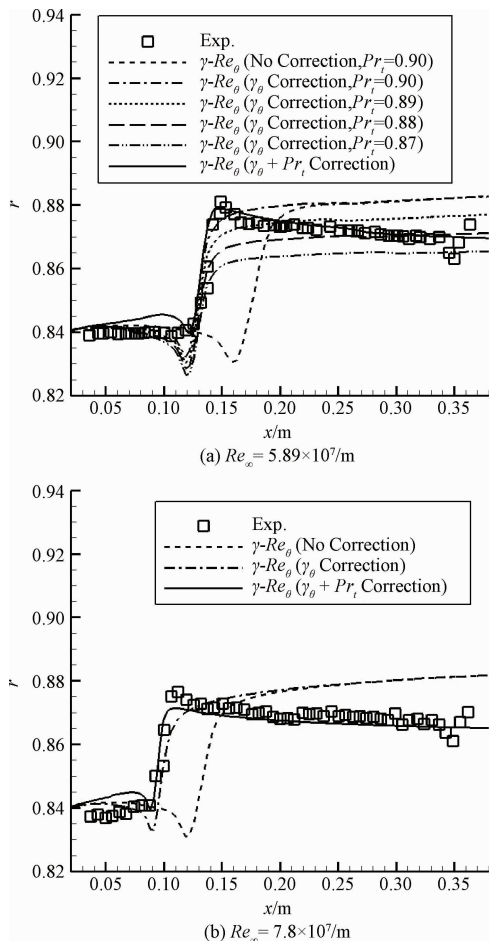 0.94
0.92
0.90
0.88
0.86
0.84
0.82
r
Exp.
γ-Reθ (No Correction,Prt=0.90)
γ-Reθ (γθ Correction,Prt=0.90)
γ-Reθ (γθ Correction,Prt=0.89)
γ-Reθ (γθ Correction,Prt=0.88)
γ-Reθ (γθ Correction,Prt=0.87)
γ-Reθ (γθ + Prt Correction)
0.05 0.10 0.15 0.20 0.25 0.30 0.35
x/m
(a) Re∞= 5.89×10⁷/m
0.94
0.92
0.90
0.88
0.86
0.84
0.82
r
Exp.
γ-Reθ (No Correction)
γ-Reθ (γθ Correction)
γ-Reθ (γθ + Prt Correction)
0.05 0.10 0.15 0.20 0.25 0.30 0.35
x/m
(b) Re∞= 7.8×10⁷/m